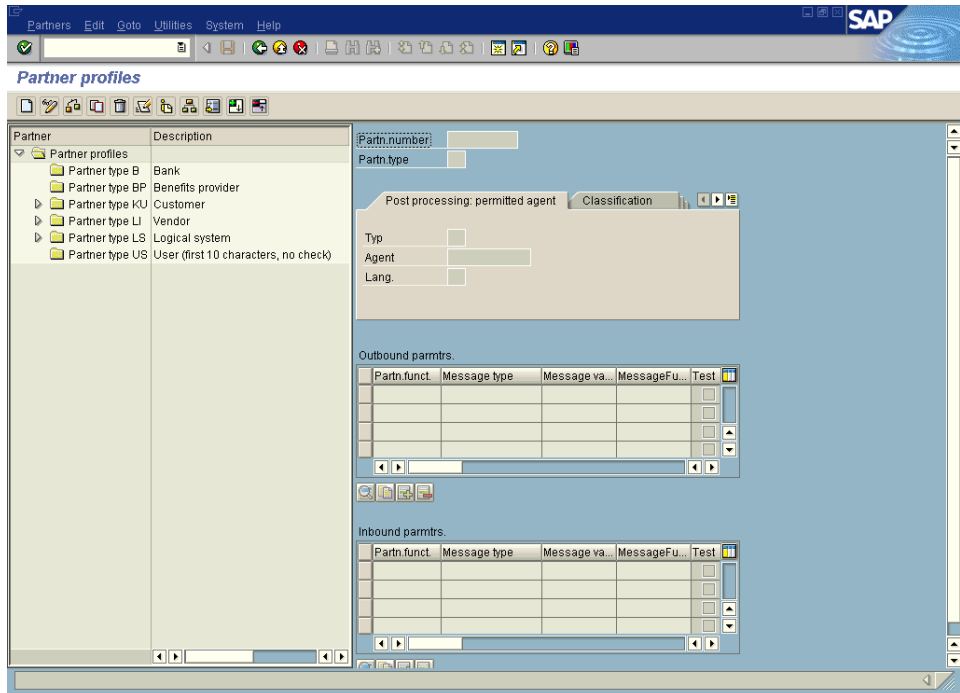 Partners Edit Goto Utilities System Help
SAP
Partner profiles
Partner Description
Partner profiles
Partner type B Bank
Partner type BP Benefits provider
Partner type KU Customer
Partner type LI Vendor
Partner type LS Logical system
Partner type US User (first 10 characters, no check)
Partn.number
Partn.type
Post processing: permitted agent Classification
Typ
Agent
Lang.
Outbound parmtrs.
Partn.funct. Message type Message va... MessageFu... Test
Inbound parmtrs.
Partn.funct. Message type Message va... MessageFu... Test